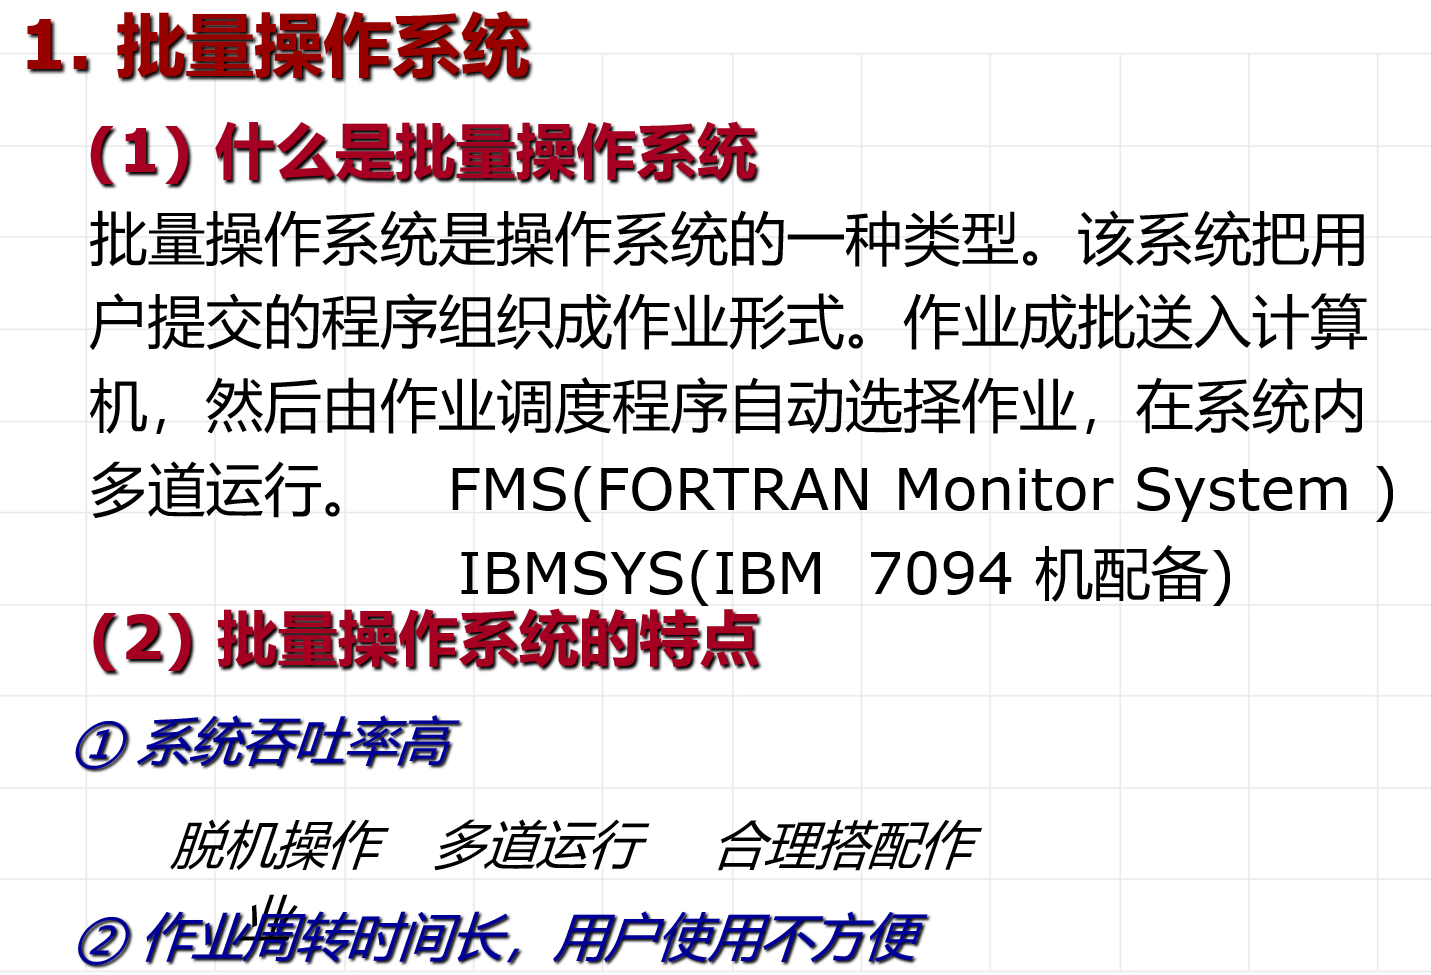 1. 批量操作系统
(1) 什么是批量操作系统
批量操作系统是操作系统的一种类型。该系统把用
户提交的程序组织成作业形式。作业成批送入计算
机，然后由作业调度程序自动选择作业，在系统内
多道运行。 FMS(FORTRAN Monitor System )
IBMSYS(IBM 7094 机配备)
(2) 批量操作系统的特点
① 系统吞吐率高
脱机操作 多道运行 合理搭配作
业
② 作业周转时间长，用户使用不方便